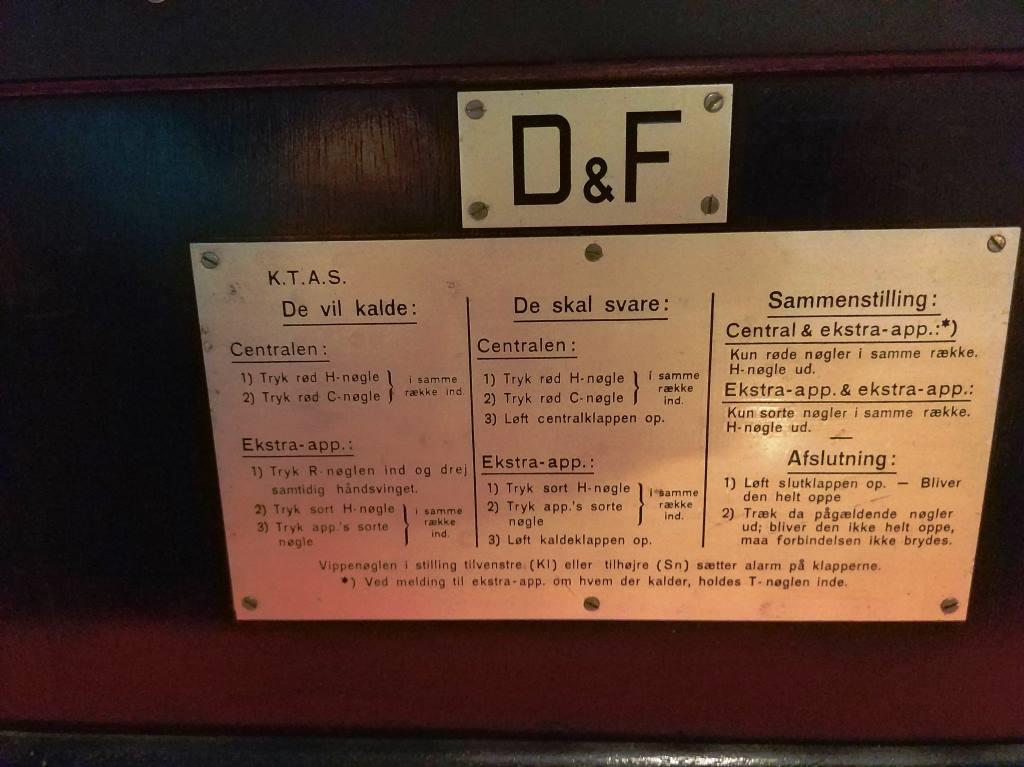 D&F
K.T.A.S.
De vil kalde:
Centralen:
1) Tryk rød H-nøgle } i samme
2) Tryk rød C-nøgle } række ind.
Ekstra-app.:
1) Tryk R-nøglen ind og drej
samtidig håndsvinget.
2) Tryk sort H-nøgle } i samme
3) Tryk app.'s sorte } række
nøgle } ind.
De skal svare:
Centralen:
1) Tryk rød H-nøgle } i samme
2) Tryk rød C-nøgle } række ind.
3) Løft centralklappen op.
Ekstra-app.:
1) Tryk sort H-nøgle } i samme
2) Tryk app.'s sorte } række
nøgle } ind.
3) Løft kaldeklappen op.
Sammenstilling:
Central & ekstra-app.:*)
Kun røde nøgler i samme række.
H-nøgle ud.
Ekstra-app. & ekstra-app.:
Kun sorte nøgler i samme række.
H-nøgle ud.
Afslutning:
1) Løft slutklappen op. — Bliver
den helt oppe
2) Træk da pågældende nøgler
ud; bliver den ikke helt oppe,
maa forbindelsen ikke brydes.
Vippenøglen i stilling tilvenstre (Kl) eller tilhøjre (Sn) sætter alarm på klapperne.
*) Ved melding til ekstra-app. om hvem der kalder, holdes T-nøglen inde.